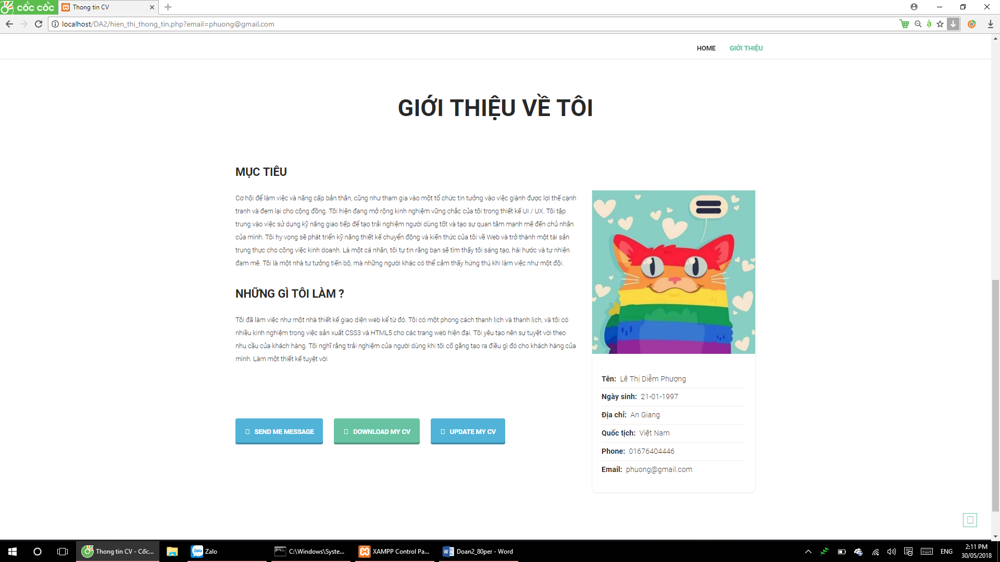 cốc cốc
Thong tin CV
localhost/DA2/hien_thi_thong_tin.php?email=phuong@gmail.com
HOME
GIỚI THIỆU
GIỚI THIỆU VỀ TÔI
MỤC TIÊU
Cơ hội để làm việc và nâng cấp bản thân, cũng như tham gia vào một tổ chức tin tưởng vào việc giành được lợi thế cạnh
tranh và đem lại cho cộng đồng. Tôi hiện đang mở rộng kinh nghiệm vững chắc của tôi trong thiết kế UI / UX. Tôi tập
trung vào việc sử dụng kỹ năng giao tiếp để tạo trải nghiệm người dùng tốt và tạo sự quan tâm mạnh mẽ đến chủ nhân
của mình. Tôi hy vọng sẽ phát triển kỹ năng thiết kế chuyển động và kiến thức của tôi về Web và trở thành một tài sản
trung thực cho công việc kinh doanh. Là một cá nhân, tôi tự tin rằng bạn sẽ tìm thấy tôi sáng tạo, hài hước và tự nhiên
đam mê. Tôi là một nhà tư tưởng tiến bộ, mà những người khác có thể cảm thấy hứng thú khi làm việc như một đội.
NHỮNG GÌ TÔI LÀM ?
Tôi đã làm việc như một nhà thiết kế giao diện web kể từ đó. Tôi có một phong cách thanh lịch và thanh lịch, và tôi có
nhiều kinh nghiệm trong việc sản xuất CSS3 và HTML5 cho các trang web hiện đại. Tôi yêu tạo nên sự tuyệt vời theo
nhu cầu của khách hàng. Tôi nghĩ rằng trải nghiệm của người dùng khi tôi cố gắng tạo ra điều gì đó cho khách hàng của
mình. Làm một thiết kế tuyệt vời
SEND ME MESSAGE
DOWNLOAD MY CV
UPDATE MY CV
Tên: Lê Thị Diễm Phượng
Ngày sinh: 21-01-1997
Địa chỉ: An Giang
Quốc tịch: Việt Nam
Phone: 01676404446
Email: phuong@gmail.com
Thong tin CV - Cốc...
Zalo
C:\Windows\Syste...
XAMPP Control Pa...
Doan2_80per - Word
ENG
2:11 PM
30/05/2018